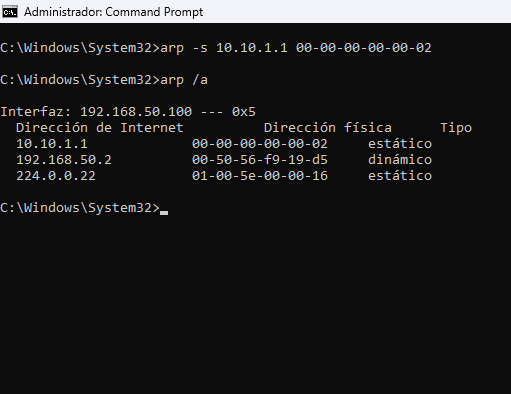 Administrador: Command Prompt
C:\Windows\System32>arp -s 10.10.1.1 00-00-00-00-00-02
C:\Windows\System32>arp /a
Interfaz: 192.168.50.100 --- 0x5
Dirección de Internet Dirección física Tipo
10.10.1.1 00-00-00-00-00-02 estático
192.168.50.2 00-50-56-f9-19-d5 dinámico
224.0.0.22 01-00-5e-00-00-16 estático
C:\Windows\System32>